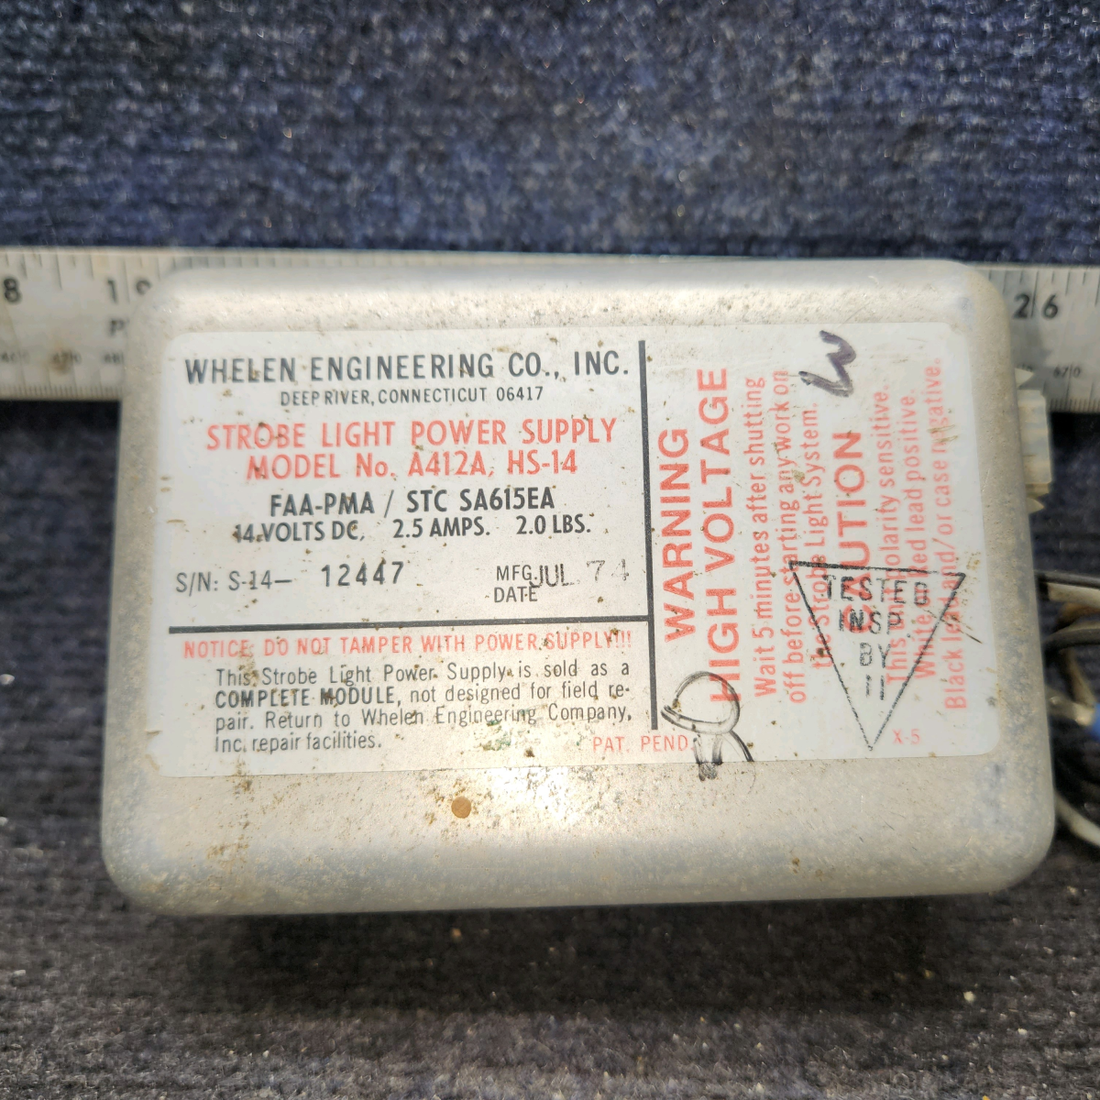 8
19
26
WHELEN ENGINEERING CO., INC.
DEEP RIVER, CONNECTICUT 06417
STROBE LIGHT POWER SUPPLY
MODEL No. A412A, HS-14
FAA-PMA / STC SA615EA
14 VOLTS DC, 2.5 AMPS. 2.0 LBS.
S/N: S-14— 12447
MFG. DATE JUL 74
NOTICE: DO NOT TAMPER WITH POWER SUPPLY!!!
This Strobe Light Power Supply is sold as a
COMPLETE MODULE, not designed for field re-
pair. Return to Whelen Engineering Company,
Inc. repair facilities.
PAT. PEND.
WARNING
HIGH VOLTAGE
Wait 5 minutes after shutting
off before starting any work on
the Strobe Light System.
CAUTION
This unit polarity sensitive.
White marked lead positive.
Black lead and/or case negative.
X-5
TESTED
INSP.
BY
11